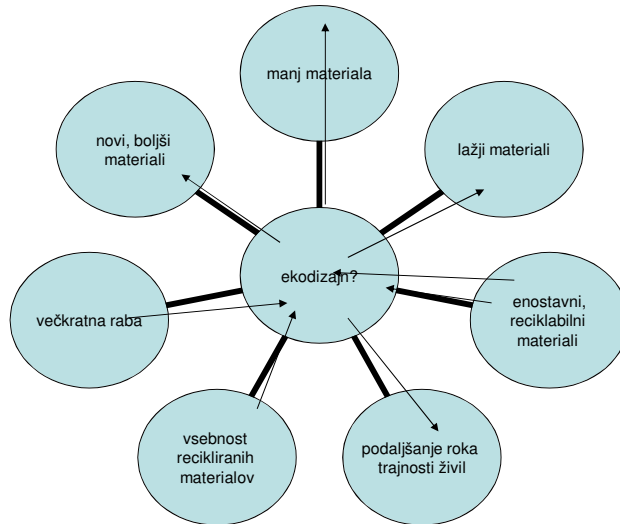 manj materiala
novi, boljši
materiali
lažji materiali
ekodizajn?
večkratna raba
enostavni,
reciklabilni
materiali
vsebnost
recikliranih
materialov
podaljšanje roka
trajnosti živil